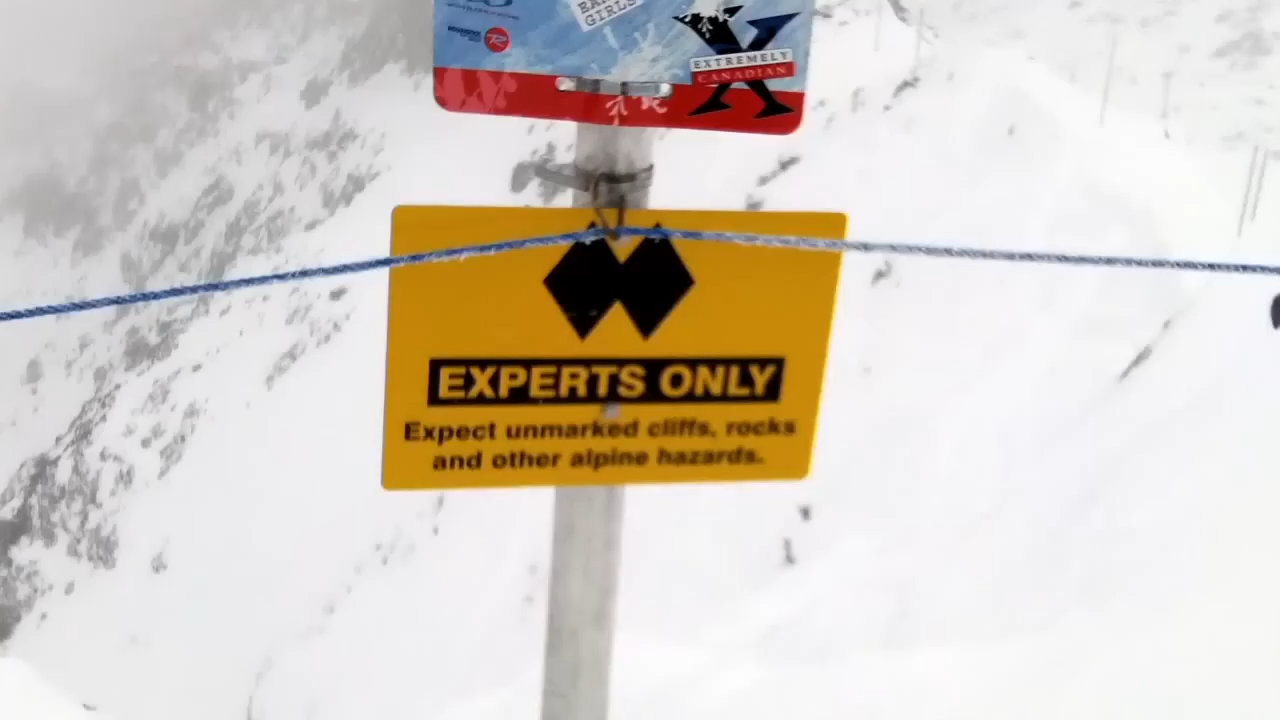 GIRLS
EXTREMELY
CANADIAN
EXPERTS ONLY
Expect unmarked cliffs, rocks
and other alpine hazards.